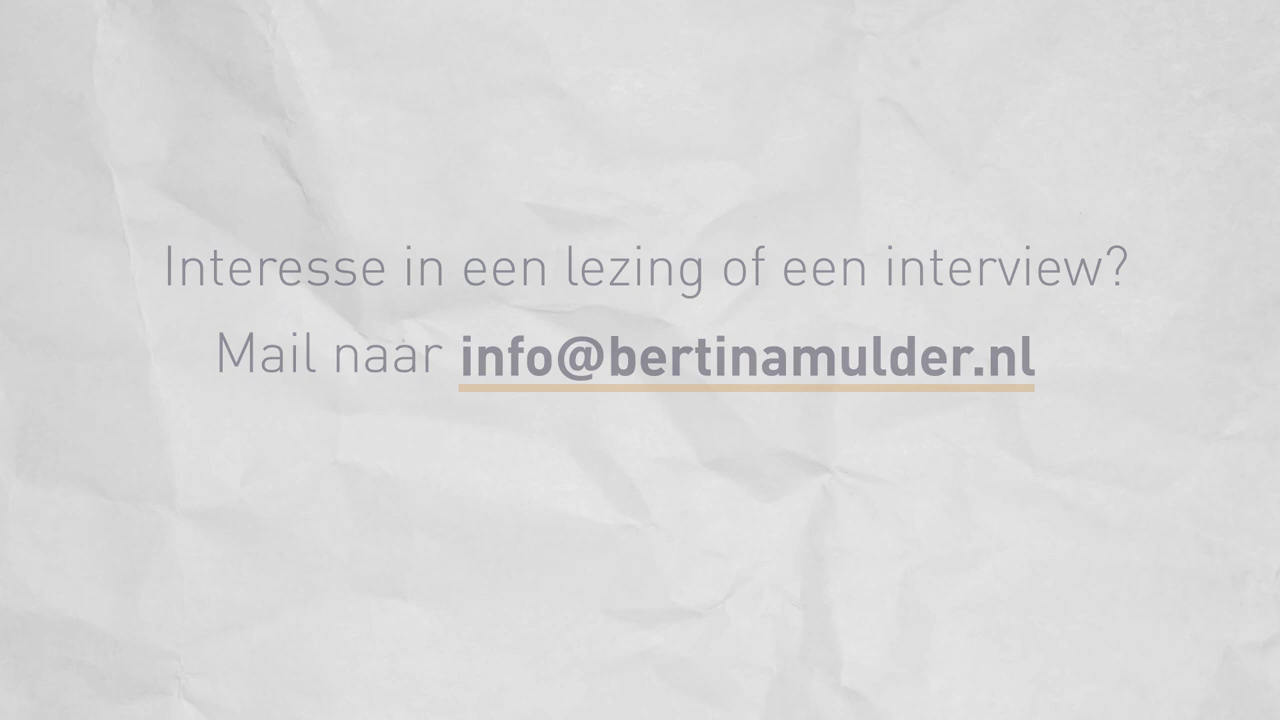 Interesse in een lezing of een interview?
Mail naar info@bertinamulder.nl